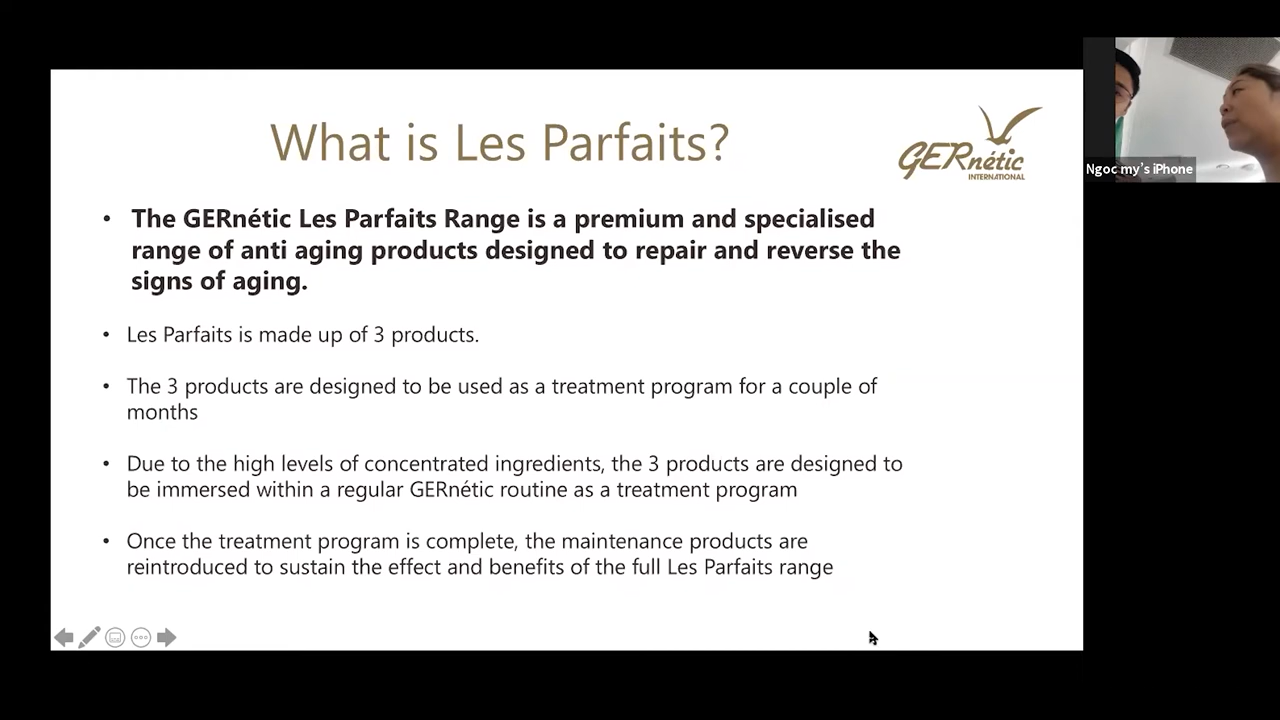 What is Les Parfaits?
GERnétic
INTERNATIONAL
Ngoc my’s iPhone
• The GERnétic Les Parfaits Range is a premium and specialised
range of anti aging products designed to repair and reverse the
signs of aging.
• Les Parfaits is made up of 3 products.
• The 3 products are designed to be used as a treatment program for a couple of
months
• Due to the high levels of concentrated ingredients, the 3 products are designed to
be immersed within a regular GERnétic routine as a treatment program
• Once the treatment program is complete, the maintenance products are
reintroduced to sustain the effect and benefits of the full Les Parfaits range